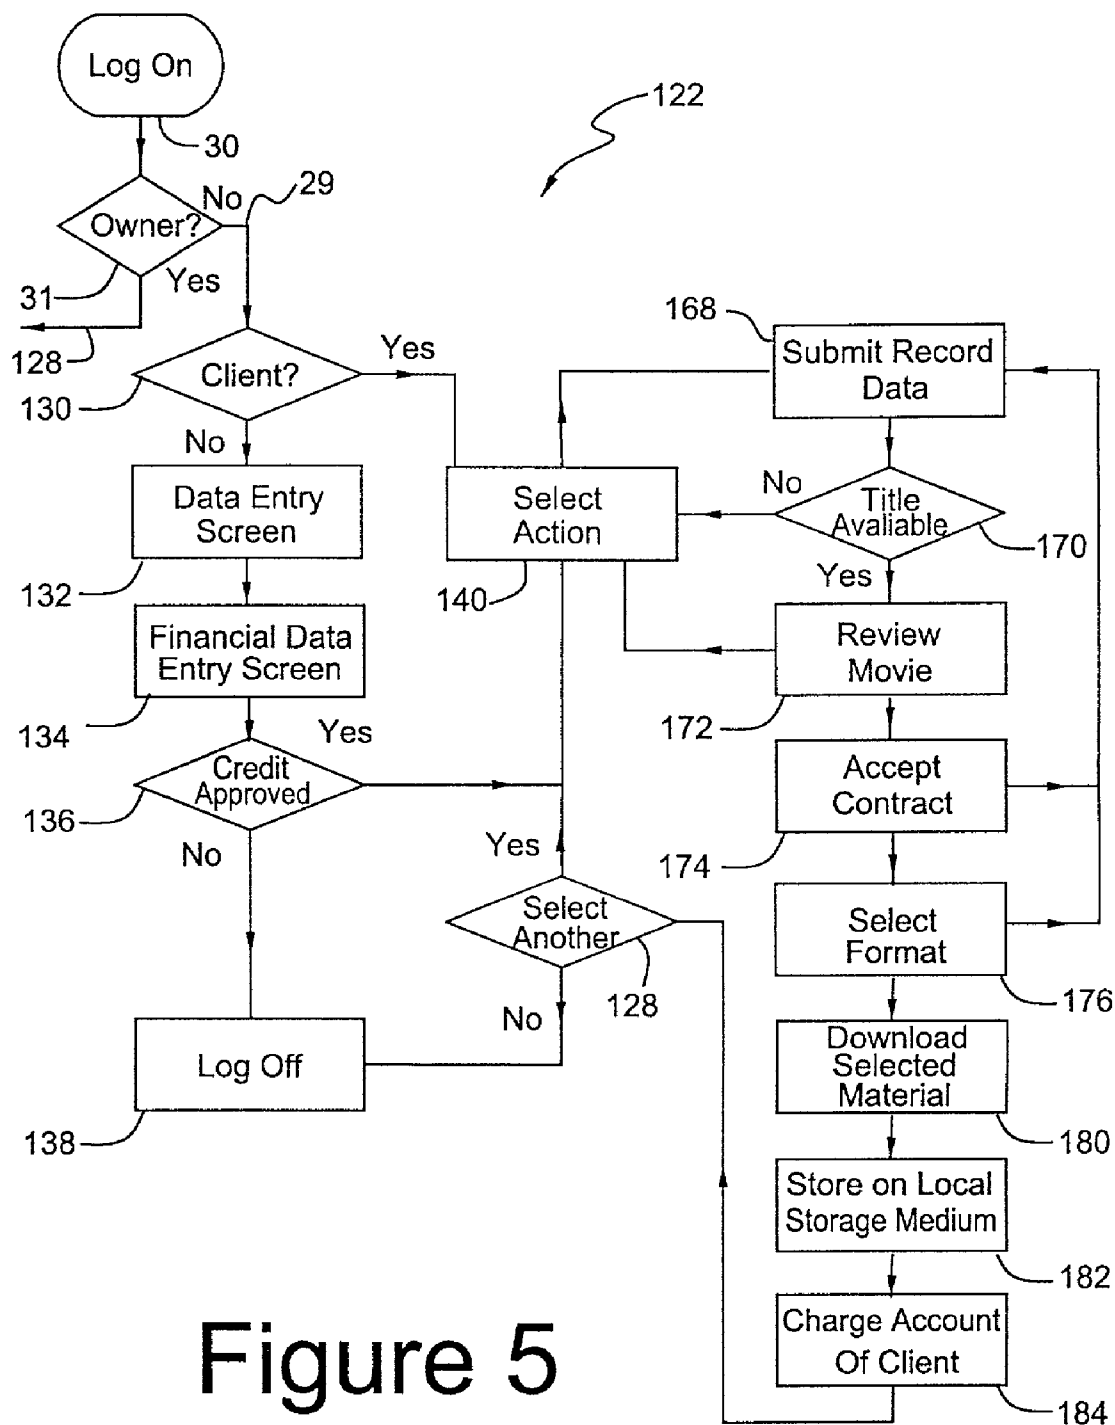 Log On
30
122
No
29
Owner?
31
Yes
128
168
Submit Record
Data
Client?
Yes
130
No
Data Entry
Screen
132
Select
Action
140
No
Title
Avaliable
170
Yes
Financial Data
Entry Screen
134
Review
Movie
172
Yes
Credit
Approved
136
No
Accept
Contract
174
Yes
Select
Another
128
No
Select
Format
176
Log Off
138
Download
Selected
Material
180
Store on Local
Storage Medium
182
Charge Account
Of Client
184
Figure 5